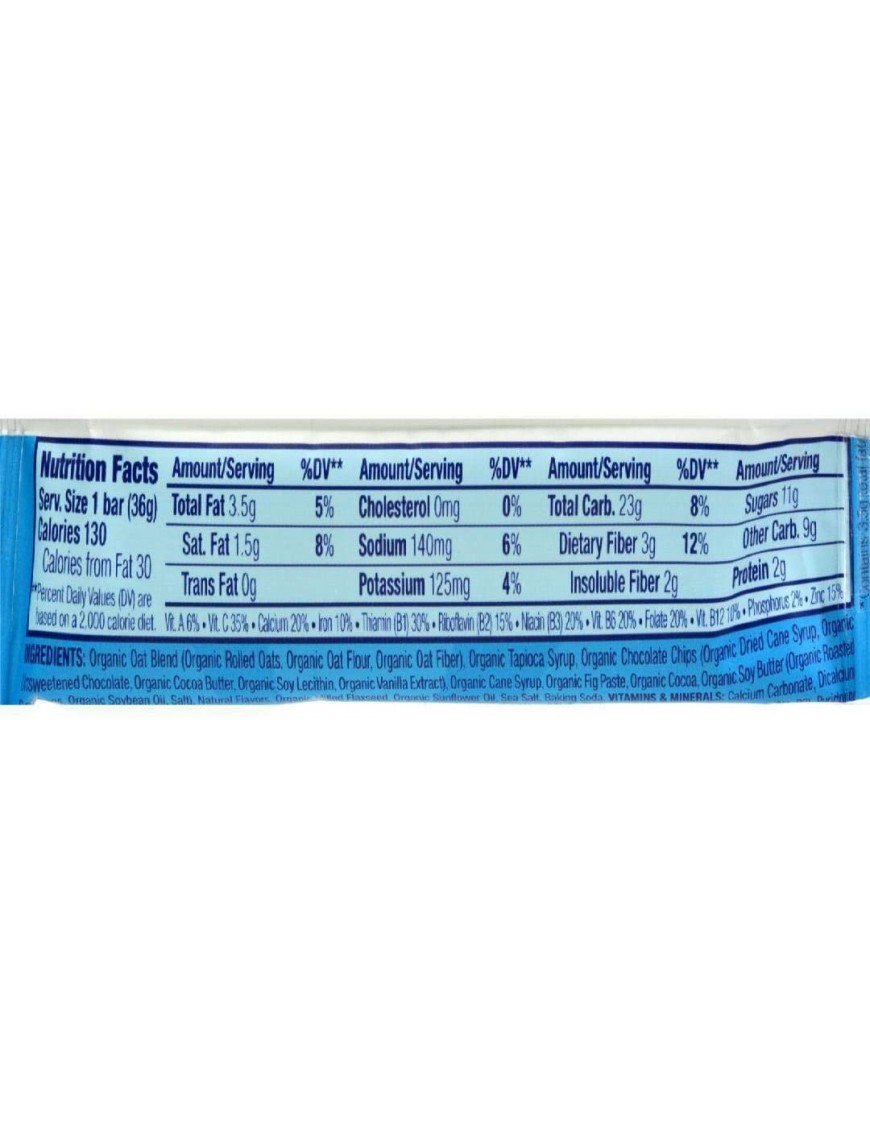 Nutrition Facts Amount/Serving %DV** Amount/Serving %DV** Amount/Serving %DV** Amount/Serving
Serv. Size 1 bar (36g) Total Fat 3.5g 5% Cholesterol 0mg 0% Total Carb. 23g 8% Sugars 11g
Calories 130 Sat. Fat 1.5g 8% Sodium 140mg 6% Dietary Fiber 3g 12% Other Carb. 9g
Calories from Fat 30 Trans Fat 0g Potassium 125mg 4% Insoluble Fiber 2g Protein 2g
**Percent Daily Values (DV) are
based on a 2,000 calorie diet. Vit. A 6% • Vit. C 35% • Calcium 20% • Iron 10% • Thiamin (B1) 30% • Riboflavin (B2) 15% • Niacin (B3) 20% • Vit. B6 20% • Folate 20% • Vit. B12 10% • Phosphorus 2% • Zinc 15%
INGREDIENTS: Organic Oat Blend (Organic Rolled Oats, Organic Oat Flour, Organic Oat Fiber), Organic Tapioca Syrup, Organic Chocolate Chips (Organic Dried Cane Syrup, Organic
sweetened Chocolate, Organic Cocoa Butter, Organic Soy Lecithin, Organic Vanilla Extract), Organic Cane Syrup, Organic Fig Paste, Organic Cocoa, Organic Soy Butter (Organic Roasted
Organic Soybean Oil, Salt), Natural Flavors, Organic Flaxseed, Organic Sunflower Oil, Sea Salt, Baking Soda. VITAMINS & MINERALS: Calcium Carbonate, Dicalcium